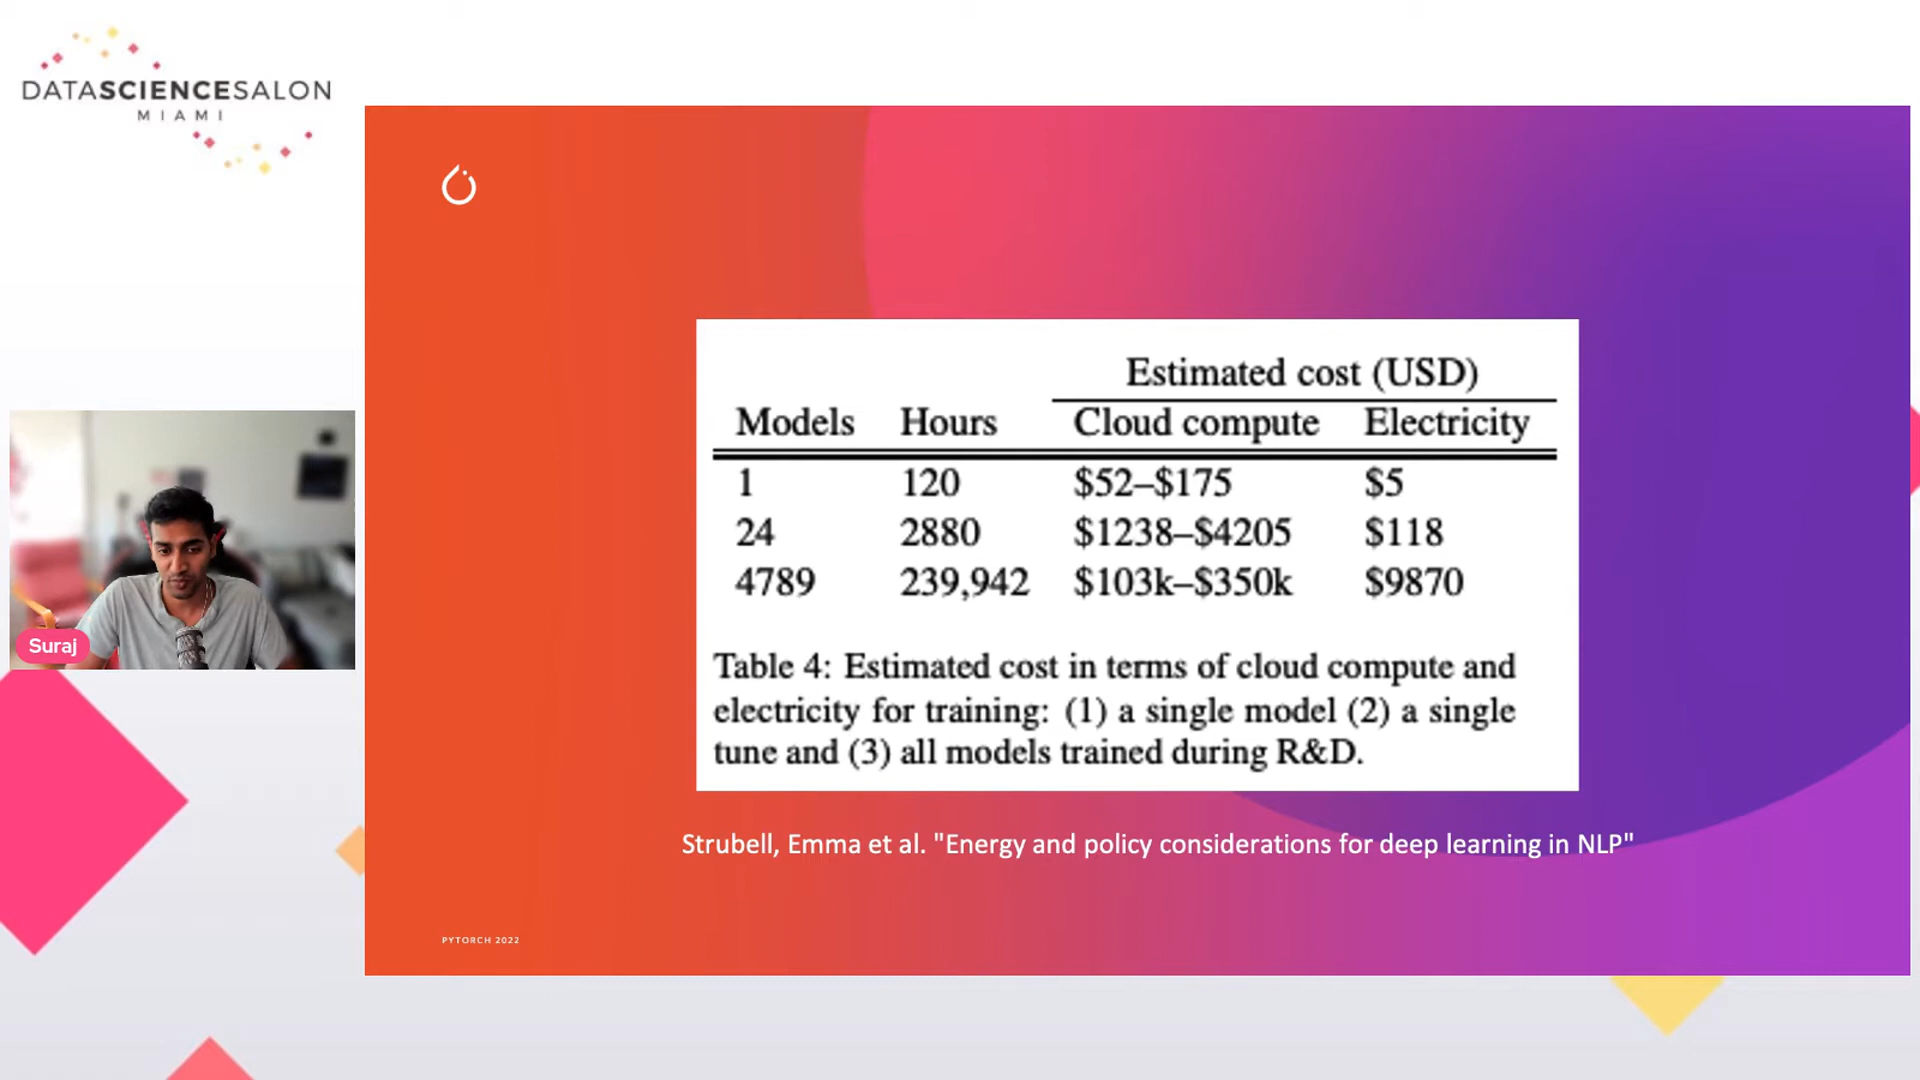 DATASCIENCESALON
MIAMI
Suraj
Estimated cost (USD)
Models Hours Cloud compute Electricity
1 120 $52–$175 $5
24 2880 $1238–$4205 $118
4789 239,942 $103k–$350k $9870
Table 4: Estimated cost in terms of cloud compute and
electricity for training: (1) a single model (2) a single
tune and (3) all models trained during R&D.
Strubell, Emma et al. "Energy and policy considerations for deep learning in NLP"
PYTORCH 2022